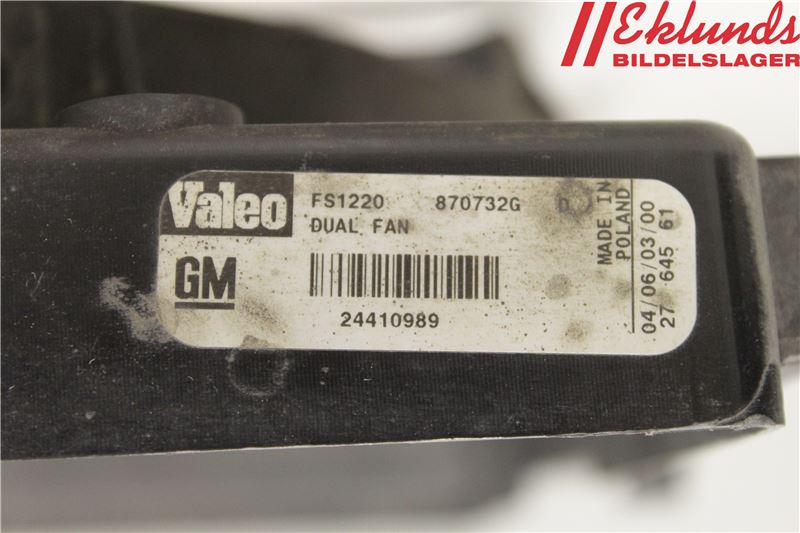 Eklunds
BILDELSLAGER
Valeo
FS1220 870732G D
DUAL FAN
GM
24410989
MADE IN
POLAND
04/06/03/00
27 645 61